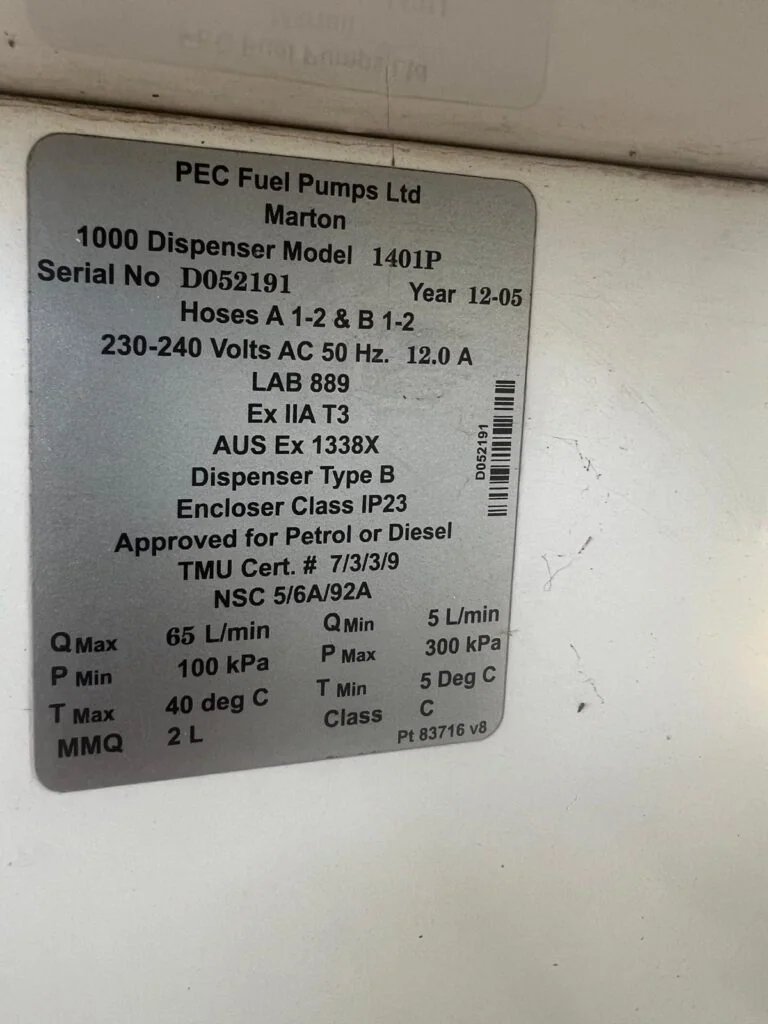 PEC Fuel Pumps Ltd
PEC Fuel Pumps Ltd
Marton
1000 Dispenser Model 1401P
Serial No D052191 Year 12-05
Hoses A 1-2 & B 1-2
230-240 Volts AC 50 Hz. 12.0 A
LAB 889
Ex IIA T3
AUS Ex 1338X
Dispenser Type B
Encloser Class IP23
Approved for Petrol or Diesel
TMU Cert. # 7/3/3/9
NSC 5/6A/92A
D052191
Q Max 65 L/min Q Min 5 L/min
P Min 100 kPa P Max 300 kPa
T Max 40 deg C T Min 5 Deg C
MMQ 2 L Class C
Pt 83716 v8